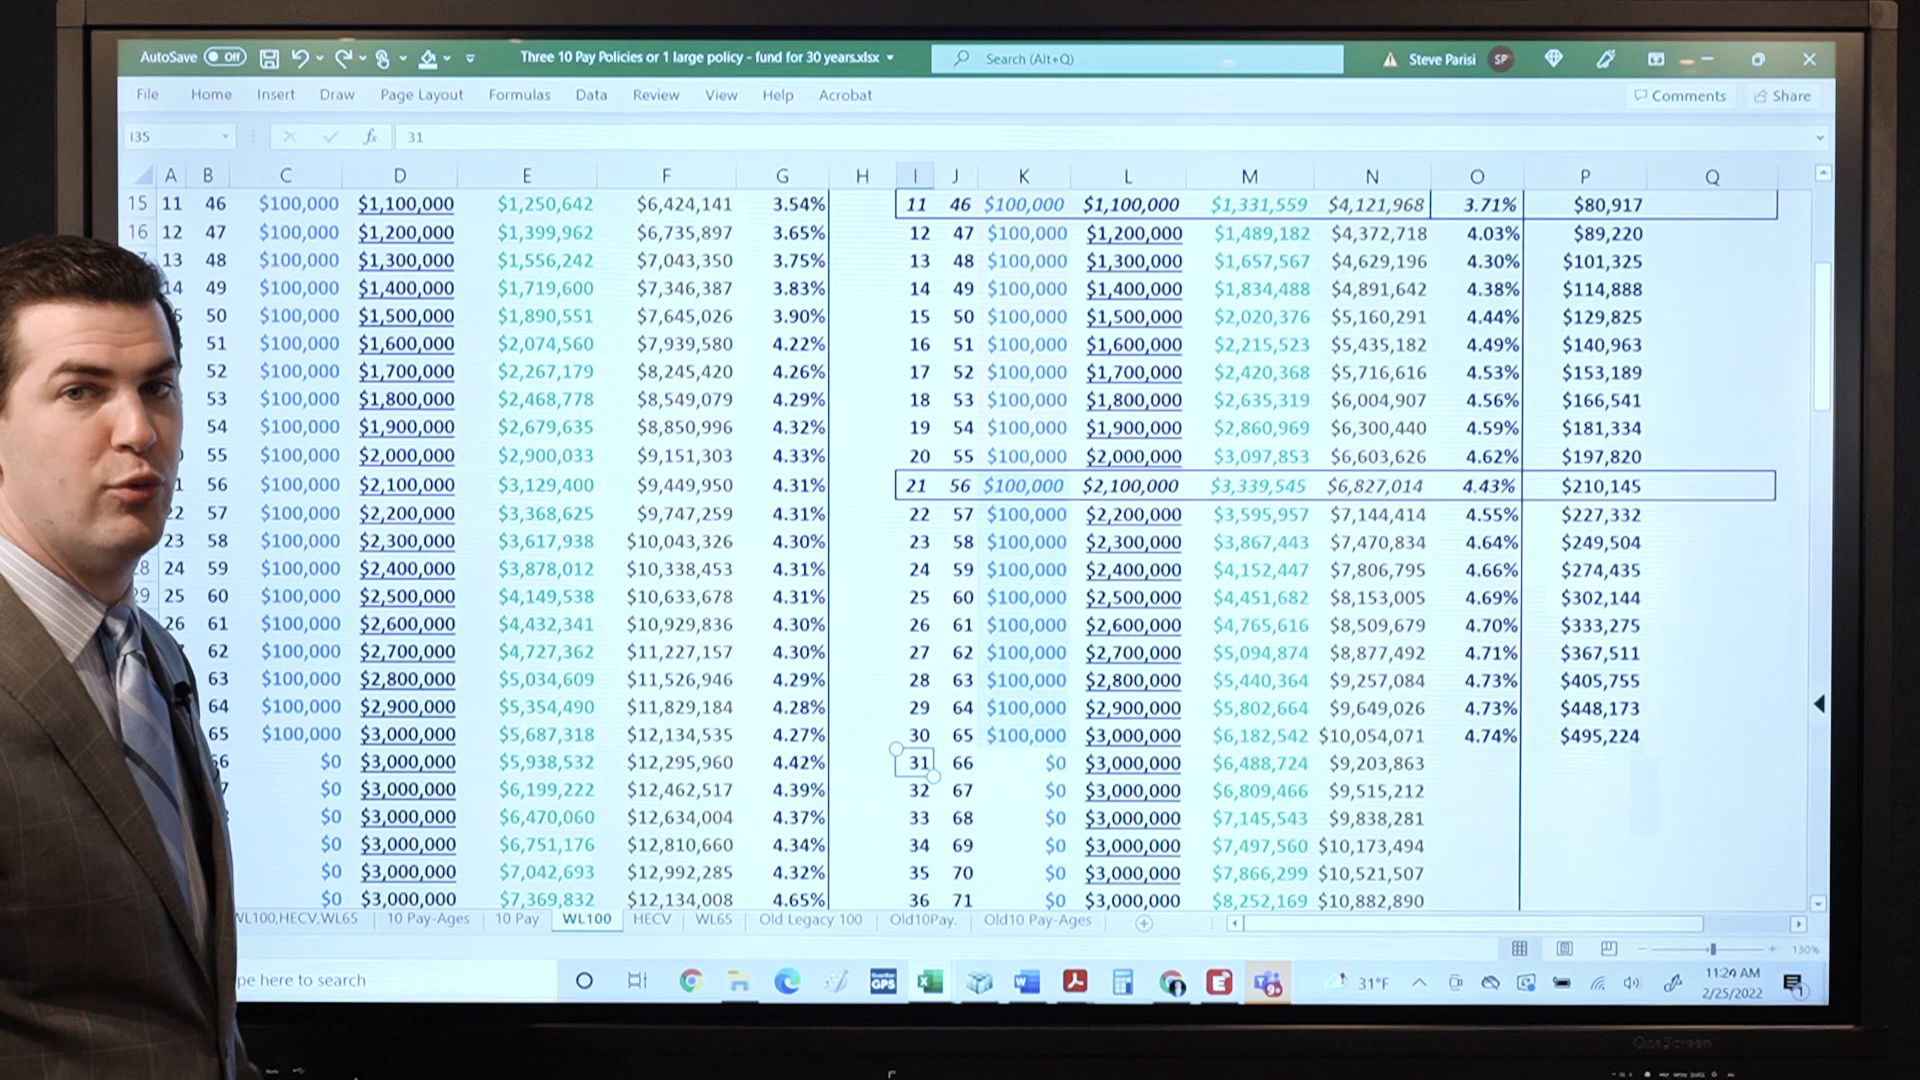 AutoSave Off Three 10 Pay Policies or 1 large policy - fund for 30 years.xlsx Search (Alt+Q) Steve Parisi SP
File Home Insert Draw Page Layout Formulas Data Review View Help Acrobat Comments Share
I35 fx 31
A B C D E F G H I J K L M N O P Q
15 11 46 $100,000 $1,100,000 $1,250,642 $6,424,141 3.54% 11 46 $100,000 $1,100,000 $1,331,559 $4,121,968 3.71% $80,917
16 12 47 $100,000 $1,200,000 $1,399,962 $6,735,897 3.65% 12 47 $100,000 $1,200,000 $1,489,182 $4,372,718 4.03% $89,220
13 48 $100,000 $1,300,000 $1,556,242 $7,043,350 3.75% 13 48 $100,000 $1,300,000 $1,657,567 $4,629,196 4.30% $101,325
14 49 $100,000 $1,400,000 $1,719,600 $7,346,387 3.83% 14 49 $100,000 $1,400,000 $1,834,488 $4,891,642 4.38% $114,888
50 $100,000 $1,500,000 $1,890,551 $7,645,026 3.90% 15 50 $100,000 $1,500,000 $2,020,376 $5,160,291 4.44% $129,825
51 $100,000 $1,600,000 $2,074,560 $7,939,580 4.22% 16 51 $100,000 $1,600,000 $2,215,523 $5,435,182 4.49% $140,963
52 $100,000 $1,700,000 $2,267,179 $8,245,420 4.26% 17 52 $100,000 $1,700,000 $2,420,368 $5,716,616 4.53% $153,189
53 $100,000 $1,800,000 $2,468,778 $8,549,079 4.29% 18 53 $100,000 $1,800,000 $2,635,319 $6,004,907 4.56% $166,541
54 $100,000 $1,900,000 $2,679,635 $8,850,996 4.32% 19 54 $100,000 $1,900,000 $2,860,969 $6,300,440 4.59% $181,334
55 $100,000 $2,000,000 $2,900,033 $9,151,303 4.33% 20 55 $100,000 $2,000,000 $3,097,853 $6,603,626 4.62% $197,820
56 $100,000 $2,100,000 $3,129,400 $9,449,950 4.31% 21 56 $100,000 $2,100,000 $3,339,545 $6,827,014 4.43% $210,145
22 57 $100,000 $2,200,000 $3,368,625 $9,747,259 4.31% 22 57 $100,000 $2,200,000 $3,595,957 $7,144,414 4.55% $227,332
23 58 $100,000 $2,300,000 $3,617,938 $10,043,326 4.30% 23 58 $100,000 $2,300,000 $3,867,443 $7,470,834 4.64% $249,504
24 59 $100,000 $2,400,000 $3,878,012 $10,338,453 4.31% 24 59 $100,000 $2,400,000 $4,152,447 $7,806,795 4.66% $274,435
25 60 $100,000 $2,500,000 $4,149,538 $10,633,678 4.31% 25 60 $100,000 $2,500,000 $4,451,682 $8,153,005 4.69% $302,144
26 61 $100,000 $2,600,000 $4,432,341 $10,929,836 4.30% 26 61 $100,000 $2,600,000 $4,765,616 $8,509,679 4.70% $333,275
62 $100,000 $2,700,000 $4,727,362 $11,227,157 4.30% 27 62 $100,000 $2,700,000 $5,094,874 $8,877,492 4.71% $367,511
63 $100,000 $2,800,000 $5,034,609 $11,526,946 4.29% 28 63 $100,000 $2,800,000 $5,440,364 $9,257,084 4.73% $405,755
64 $100,000 $2,900,000 $5,354,490 $11,829,184 4.28% 29 64 $100,000 $2,900,000 $5,802,664 $9,649,026 4.73% $448,173
65 $100,000 $3,000,000 $5,687,318 $12,134,535 4.27% 30 65 $100,000 $3,000,000 $6,182,542 $10,054,071 4.74% $495,224
66 $0 $3,000,000 $5,938,532 $12,295,960 4.42% 31 66 $0 $3,000,000 $6,488,724 $9,203,863
$0 $3,000,000 $6,199,222 $12,462,517 4.39% 32 67 $0 $3,000,000 $6,809,466 $9,515,212
$0 $3,000,000 $6,470,060 $12,634,004 4.37% 33 68 $0 $3,000,000 $7,145,543 $9,838,281
$0 $3,000,000 $6,751,176 $12,810,660 4.34% 34 69 $0 $3,000,000 $7,497,560 $10,173,494
$0 $3,000,000 $7,042,693 $12,992,285 4.32% 35 70 $0 $3,000,000 $7,866,299 $10,521,507
$0 $3,000,000 $7,369,832 $12,134,008 4.65% 36 71 $0 $3,000,000 $8,252,169 $10,882,890
WL100,HECV,WL65 10 Pay-Ages 10 Pay WL100 HECV WL65 Old Legacy 100 Old10Pay. Old10 Pay-Ages
130%
pe here to search GPS 31°F 11:20 AM
2/25/2022
OneScreen